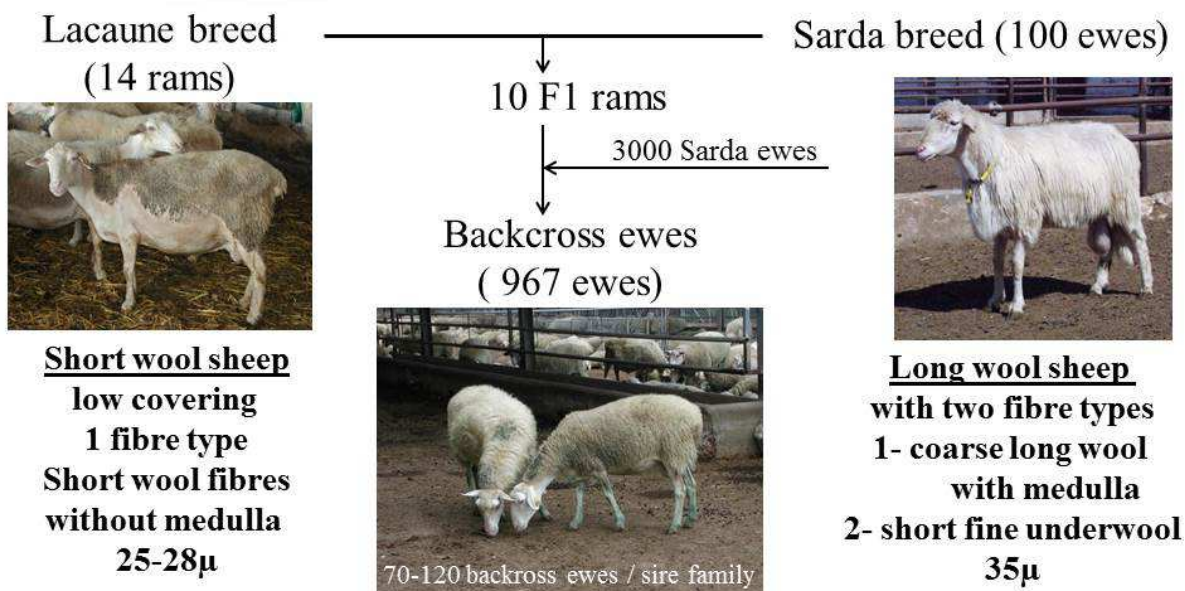 Lacaune breed
(14 rams)
Sarda breed (100 ewes)
10 F1 rams
3000 Sarda ewes
Backcross ewes
( 967 ewes)
70-120 backross ewes / sire family
Short wool sheep
low covering
1 fibre type
Short wool fibres
without medulla
25-28µ
Long wool sheep
with two fibre types
1- coarse long wool
with medulla
2- short fine underwool
35µ